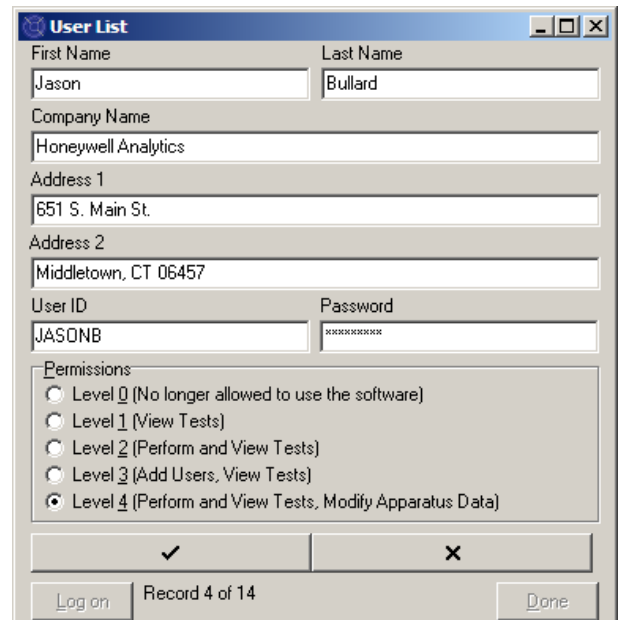 User List
First Name Last Name
Jason Bullard
Company Name
Honeywell Analytics
Address 1
651 S. Main St.
Address 2
Middletown, CT 06457
User ID Password
JASONB *********
Permissions
Level 0 (No longer allowed to use the software)
Level 1 (View Tests)
Level 2 (Perform and View Tests)
Level 3 (Add Users, View Tests)
Level 4 (Perform and View Tests, Modify Apparatus Data)
Log on Record 4 of 14 Done